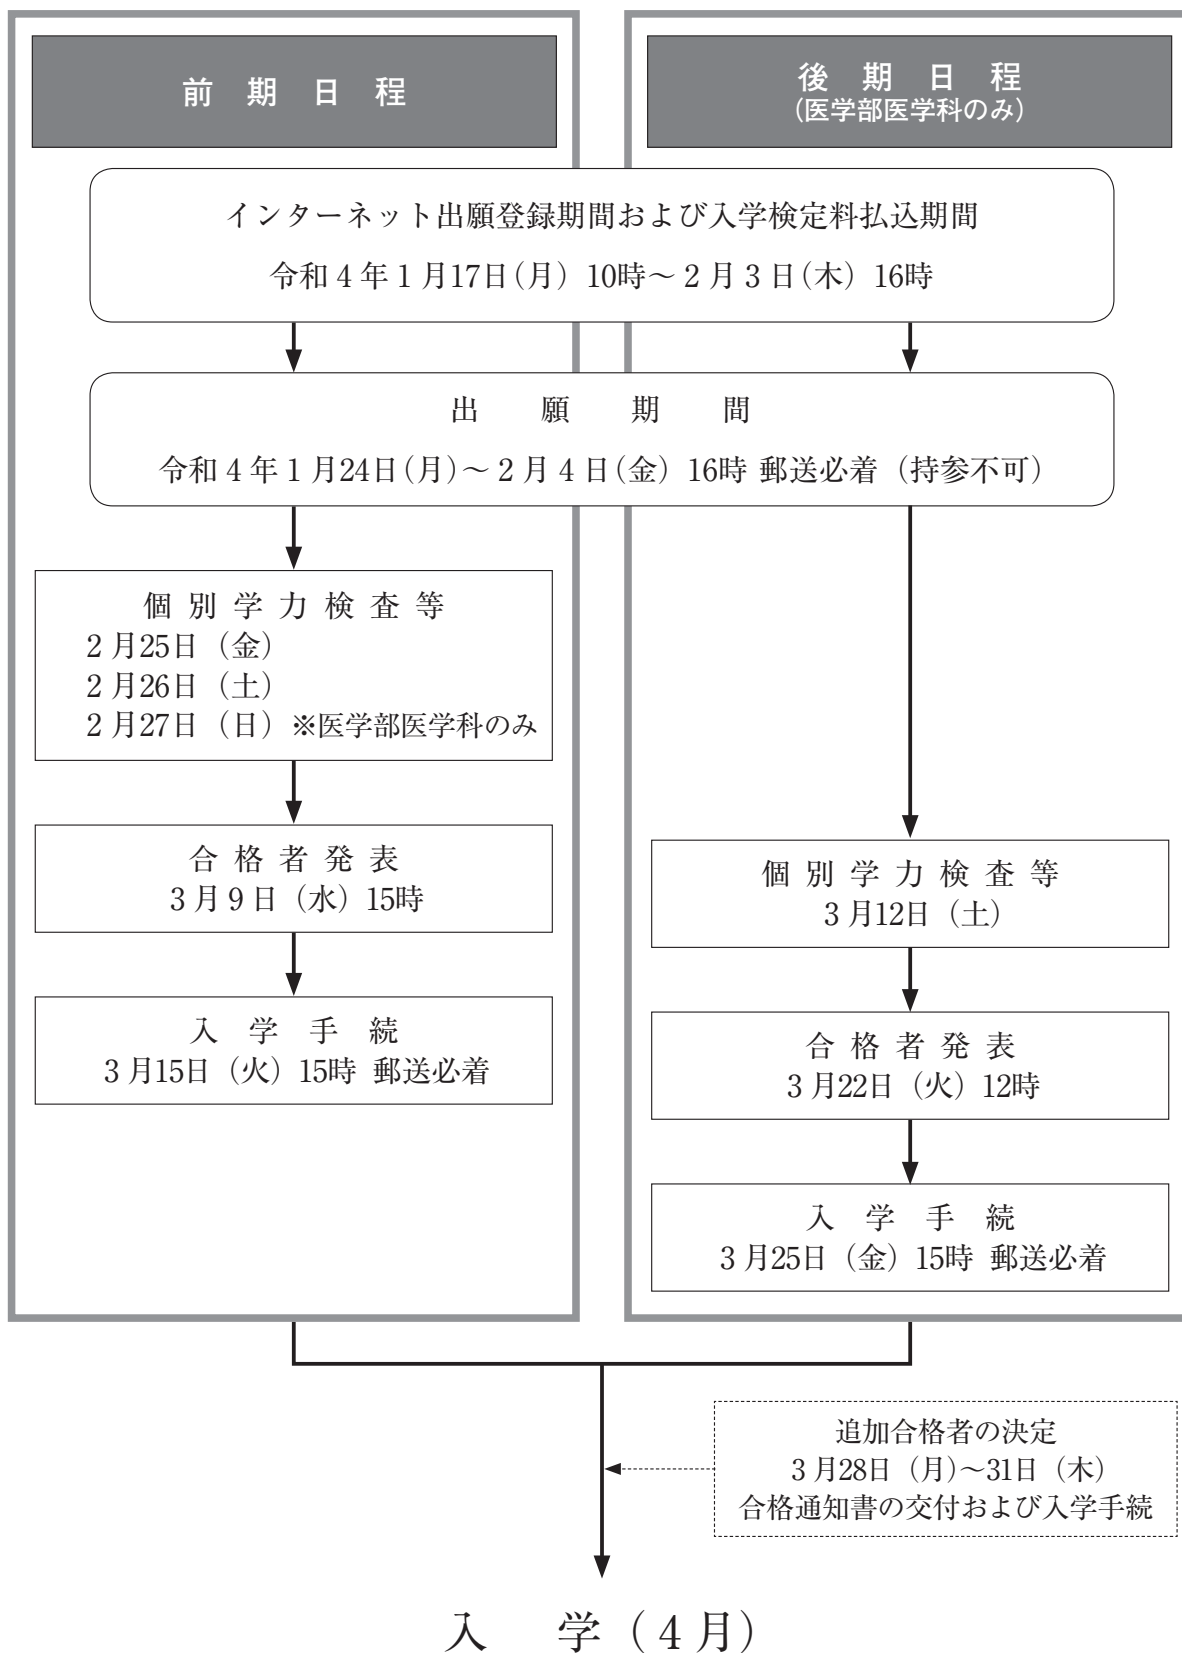 前期日程
後期日程
(医学部医学科のみ)
インターネット出願登録期間および入学検定料払込期間
令和4年1月17日(月) 10時～2月3日(木) 16時
出願期間
令和4年1月24日(月)～2月4日(金) 16時 郵送必着 (持参不可)
個別学力検査等
2月25日 (金)
2月26日 (土)
2月27日 (日) ※医学部医学科のみ
合格者発表
3月9日 (水) 15時
入学手続
3月15日 (火) 15時 郵送必着
個別学力検査等
3月12日 (土)
合格者発表
3月22日 (火) 12時
入学手続
3月25日 (金) 15時 郵送必着
追加合格者の決定
3月28日 (月)～31日 (木)
合格通知書の交付および入学手続
入学 (4月)